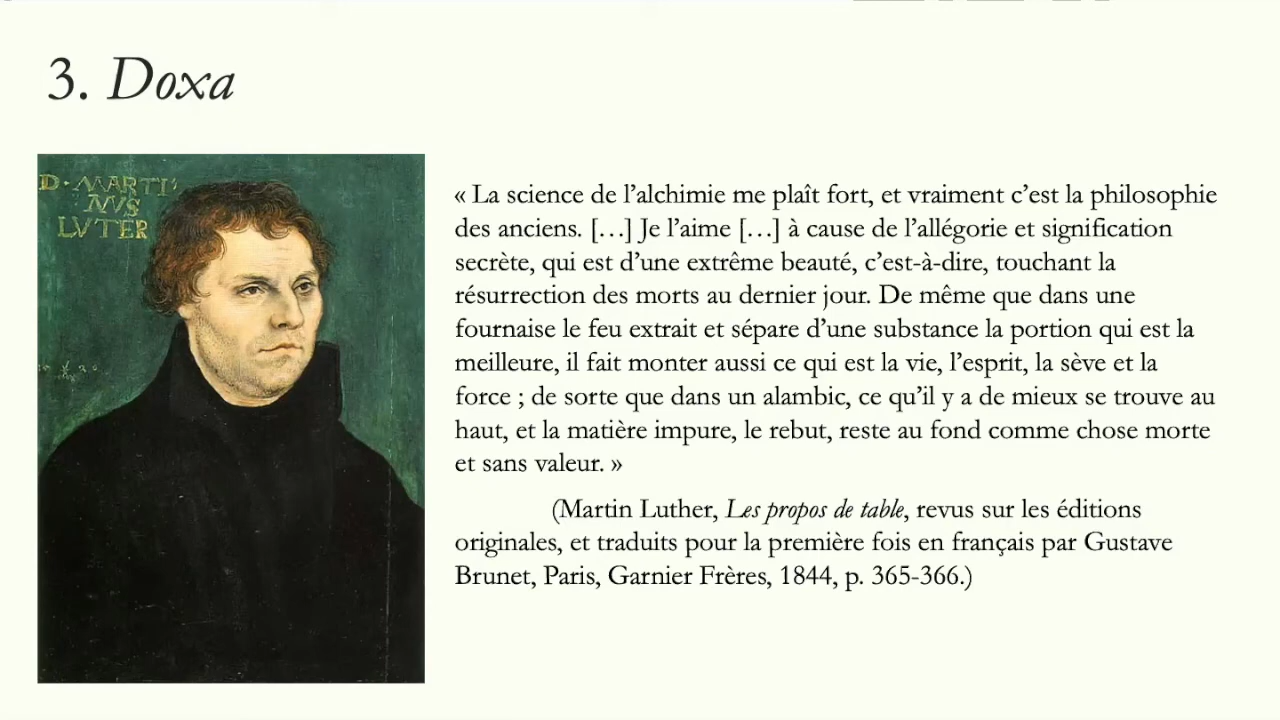 3. Doxa
D. MARTI'
NVS
LVTER
« La science de l’alchimie me plaît fort, et vraiment c’est la philosophie
des anciens. […] Je l’aime […] à cause de l’allégorie et signification
secrète, qui est d’une extrême beauté, c’est-à-dire, touchant la
résurrection des morts au dernier jour. De même que dans une
fournaise le feu extrait et sépare d’une substance la portion qui est la
meilleure, il fait monter aussi ce qui est la vie, l’esprit, la sève et la
force ; de sorte que dans un alambic, ce qu’il y a de mieux se trouve au
haut, et la matière impure, le rebut, reste au fond comme chose morte
et sans valeur. »
(Martin Luther, Les propos de table, revus sur les éditions
originales, et traduits pour la première fois en français par Gustave
Brunet, Paris, Garnier Frères, 1844, p. 365-366.)